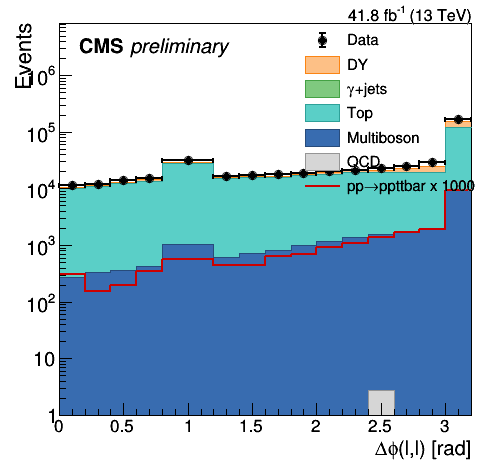 41.8 fb⁻¹ (13 TeV)
Events
CMS preliminary
Data
DY
γ+jets
Top
Multiboson
QCD
pp→ppttbar x 1000
10⁶
10⁵
10⁴
10³
10²
10
1
0 0.5 1 1.5 2 2.5 3
Δϕ(l,l) [rad]